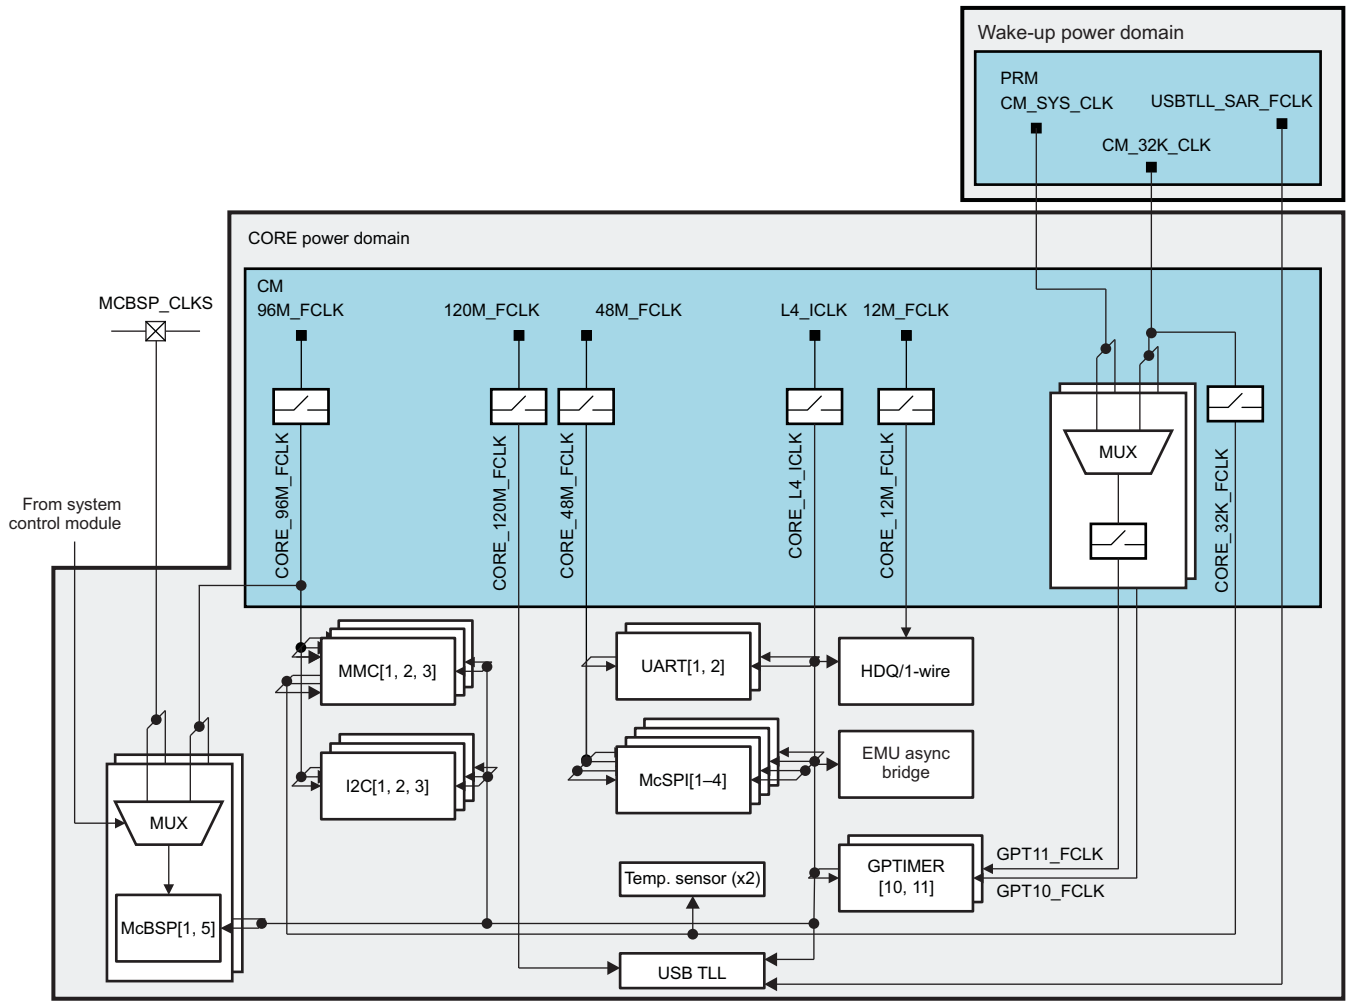 Wake-up power domain
PRM
CM_SYS_CLK
USBTLL_SAR_FCLK
CM_32K_CLK
CORE power domain
CM
MCBSP_CLKS
96M_FCLK
120M_FCLK
48M_FCLK
L4_ICLK
12M_FCLK
CORE_96M_FCLK
CORE_120M_FCLK
CORE_48M_FCLK
CORE_L4_ICLK
CORE_12M_FCLK
MUX
CORE_32K_FCLK
From system
control module
MMC[1, 2, 3]
UART[1, 2]
HDQ/1-wire
I2C[1, 2, 3]
McSPI[1–4]
EMU async
bridge
MUX
GPTIMER
[10, 11]
GPT11_FCLK
GPT10_FCLK
Temp. sensor (x2)
McBSP[1, 5]
USB TLL